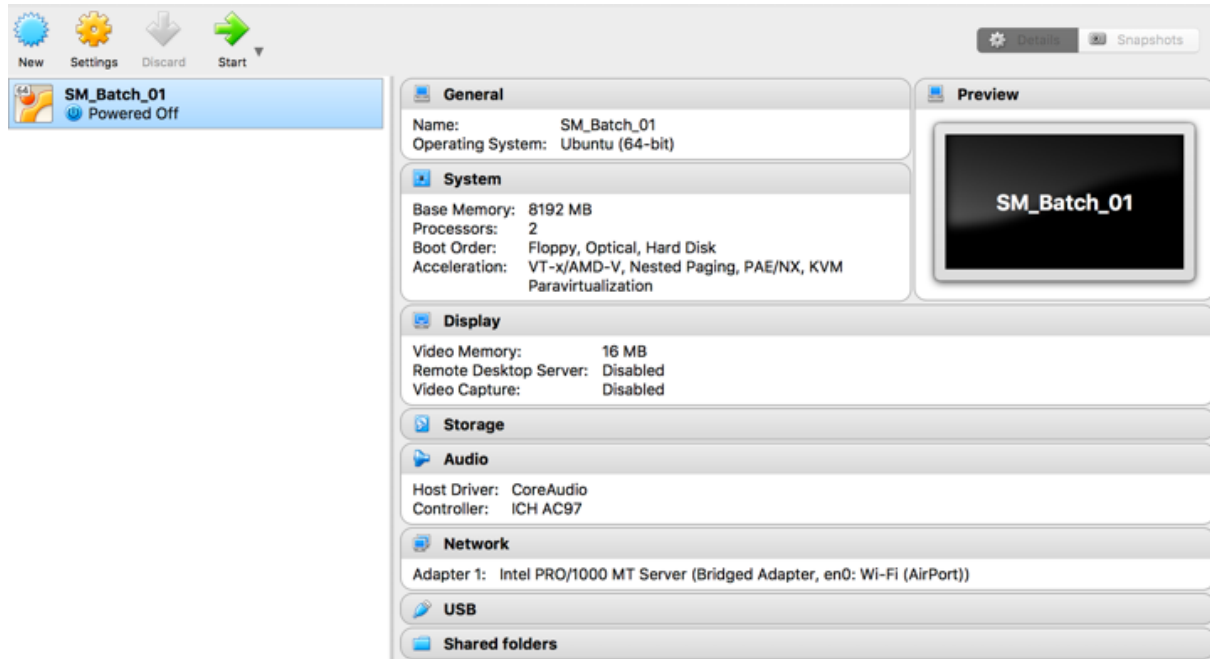 New Settings Discard Start
Details Snapshots
64
SM_Batch_01
Powered Off
General
Name: SM_Batch_01
Operating System: Ubuntu (64-bit)
Preview
SM_Batch_01
System
Base Memory: 8192 MB
Processors: 2
Boot Order: Floppy, Optical, Hard Disk
Acceleration: VT-x/AMD-V, Nested Paging, PAE/NX, KVM
Paravirtualization
Display
Video Memory: 16 MB
Remote Desktop Server: Disabled
Video Capture: Disabled
Storage
Audio
Host Driver: CoreAudio
Controller: ICH AC97
Network
Adapter 1: Intel PRO/1000 MT Server (Bridged Adapter, en0: Wi-Fi (AirPort))
USB
Shared folders